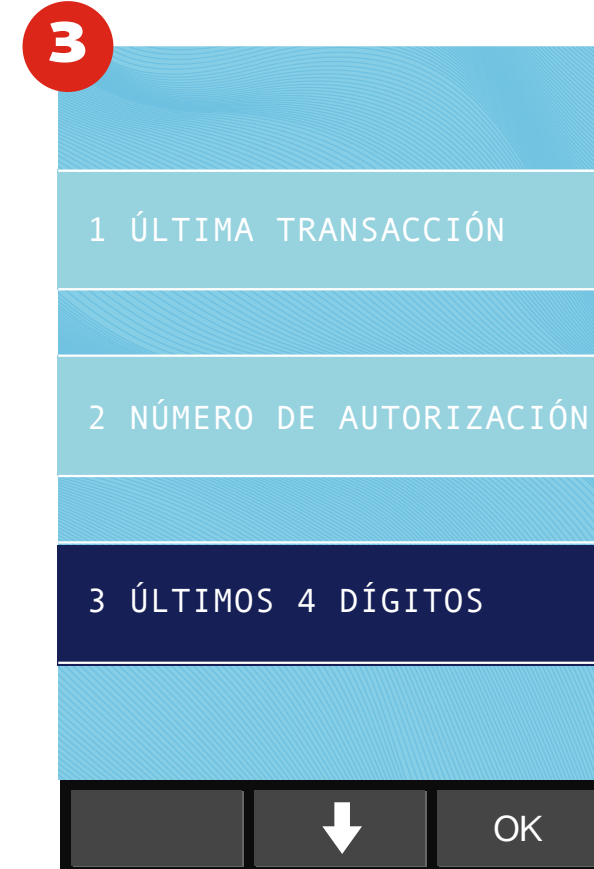 3
1 ÚLTIMA TRANSACCIÓN
2 NÚMERO DE AUTORIZACIÓN
3 ÚLTIMOS 4 DÍGITOS
OK